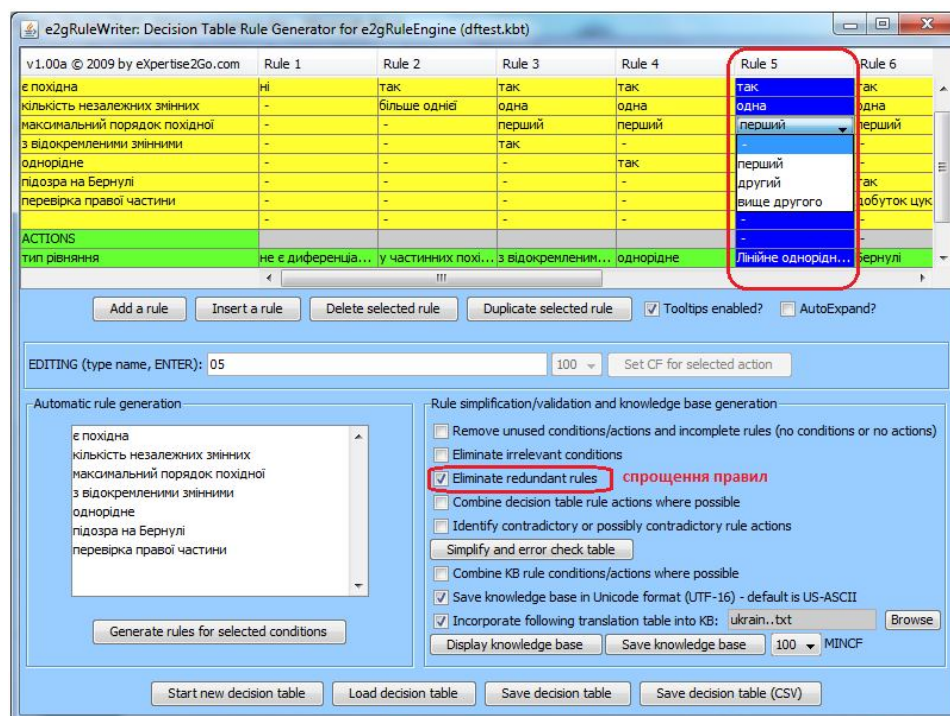 e2gRuleWriter: Decision Table Rule Generator for e2gRuleEngine (dftest.kbt)
v1.00a © 2009 by eXpertise2Go.com Rule 1 Rule 2 Rule 3 Rule 4 Rule 5 Rule 6
є похідна ні так так так так так
кількість незалежних змінних - більше однієї одна одна одна одна
максимальний порядок похідної - - перший перший перший перший
з відокремленими змінними - - так - - -
однорідне - - - так перший -
підозра на Бернулі - - - - другий так
перевірка правої частини - - - - вище другого добуток цук
- - - - - -
ACTIONS - -
тип рівняння не є диференціа... у частинних похі... з відокремленим... однорідне Лінійне однорідн... Бернулі
Add a rule Insert a rule Delete selected rule Duplicate selected rule Tooltips enabled? AutoExpand?
EDITING (type name, ENTER): 05 100 Set CF for selected action
Automatic rule generation
є похідна
кількість незалежних змінних
максимальний порядок похідної
з відокремленими змінними
однорідне
підозра на Бернулі
перевірка правої частини
Generate rules for selected conditions
Rule simplification/validation and knowledge base generation
Remove unused conditions/actions and incomplete rules (no conditions or no actions)
Eliminate irrelevant conditions
Eliminate redundant rules спрощення правил
Combine decision table rule actions where possible
Identify contradictory or possibly contradictory rule actions
Simplify and error check table
Combine KB rule conditions/actions where possible
Save knowledge base in Unicode format (UTF-16) - default is US-ASCII
Incorporate following translation table into KB: ukrain..txt Browse
Display knowledge base Save knowledge base 100 MINCF
Start new decision table Load decision table Save decision table Save decision table (CSV)